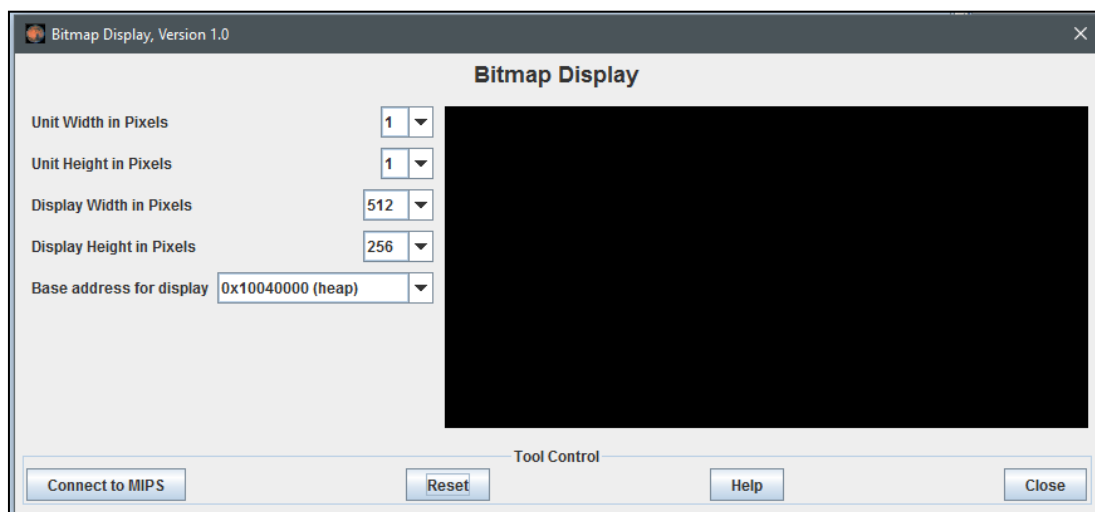 Bitmap Display, Version 1.0
Bitmap Display
Unit Width in Pixels 1
Unit Height in Pixels 1
Display Width in Pixels 512
Display Height in Pixels 256
Base address for display 0x10040000 (heap)
Tool Control
Connect to MIPS Reset Help Close